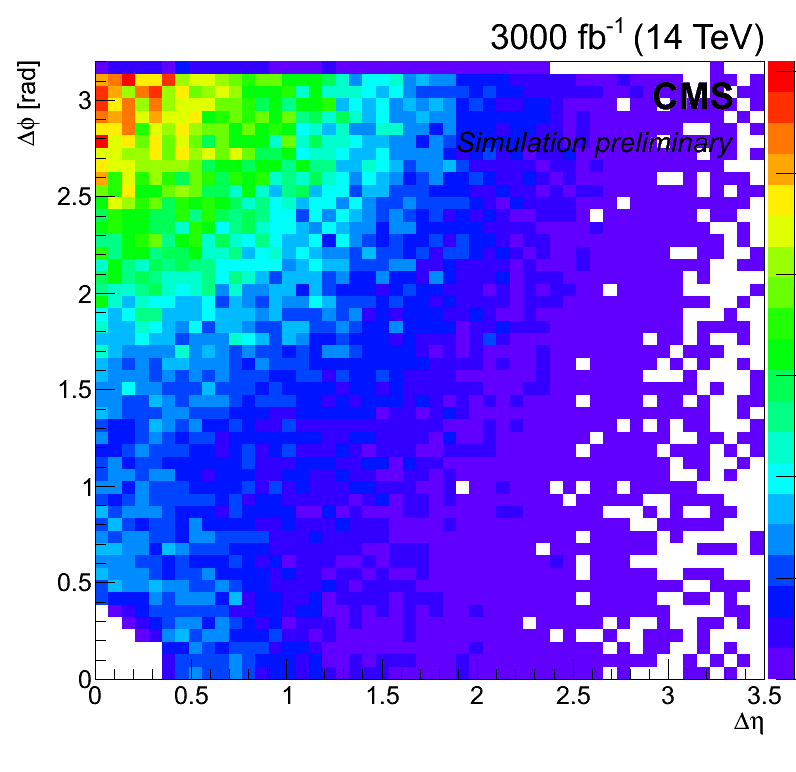 3000 fb-1 (14 TeV)
CMS
Simulation preliminary
Δϕ [rad]
3
2.5
2
1.5
1
0.5
0
0 0.5 1 1.5 2 2.5 3 3.5
Δη